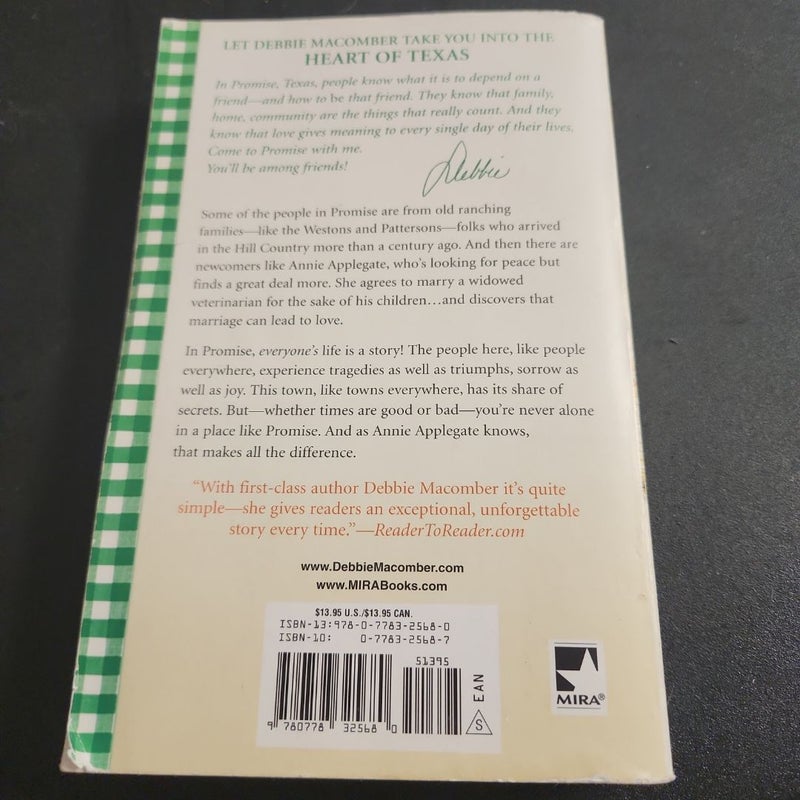 LET DEBBIE MACOMBER TAKE YOU INTO THE
HEART OF TEXAS
In Promise, Texas, people know what it is to depend on a
friend—and how to be that friend. They know that family,
home, community are the things that really count. And they
know that love gives meaning to every single day of their lives.
Come to Promise with me.
You'll be among friends!
Debbie
Some of the people in Promise are from old ranching
families—like the Westons and Pattersons—folks who arrived
in the Hill Country more than a century ago. And then there are
newcomers like Annie Applegate, who's looking for peace but
finds a great deal more. She agrees to marry a widowed
veterinarian for the sake of his children…and discovers that
marriage can lead to love.
In Promise, everyone's life is a story! The people here, like people
everywhere, experience tragedies as well as triumphs, sorrow as
well as joy. This town, like towns everywhere, has its share of
secrets. But—whether times are good or bad—you're never alone
in a place like Promise. And as Annie Applegate knows,
that makes all the difference.
"With first-class author Debbie Macomber it's quite
simple—she gives readers an exceptional, unforgettable
story every time."—ReaderToReader.com
www.DebbieMacomber.com
www.MIRABooks.com
$13.95 U.S./$13.95 CAN.
ISBN-13:978-0-7783-2568-0
ISBN-10: 0-7783-2568-7
51395
9 780778 325680
EAN
S
MIRA®